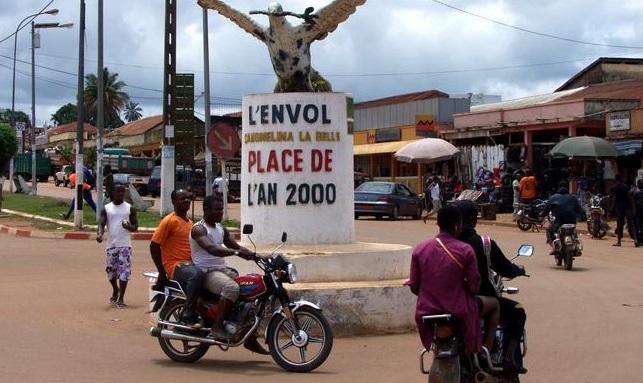 L'ENVOL
SANGMELIMA LA BELLE
PLACE DE
L'AN 2000